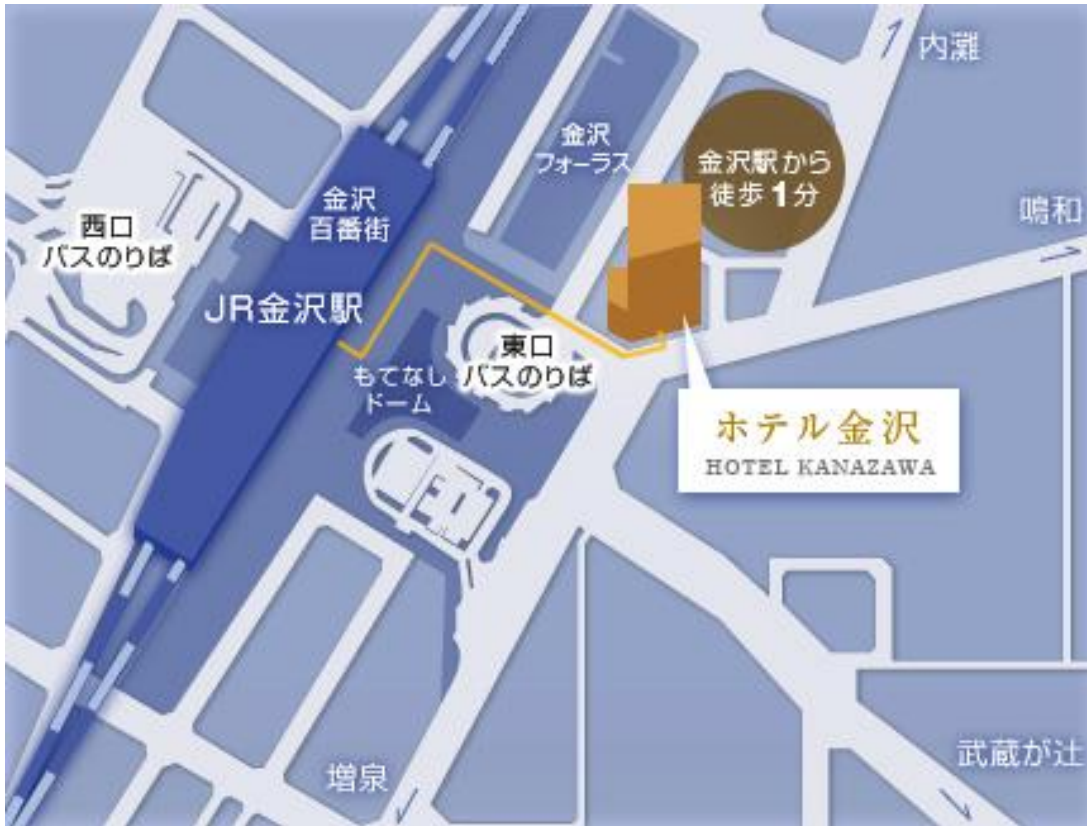 内灘
金沢
フォーラス
金沢駅から
徒歩1分
金沢
百番街
鳴和
西口
バスのりば
JR金沢駅
東口
バスのりば
もてなし
ドーム
ホテル金沢
HOTEL KANAZAWA
武蔵が辻
増泉